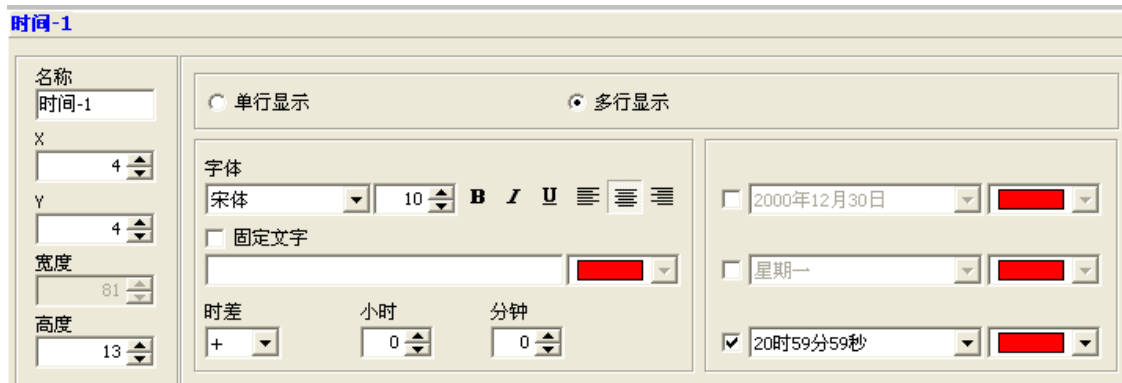 时间-1
名称
时间-1
X
4
Y
4
宽度
81
高度
13
单行显示
多行显示
字体
宋体
10
B I U
固定文字
时差
小时
分钟
+
0
0
2000年12月30日
星期一
20时59分59秒